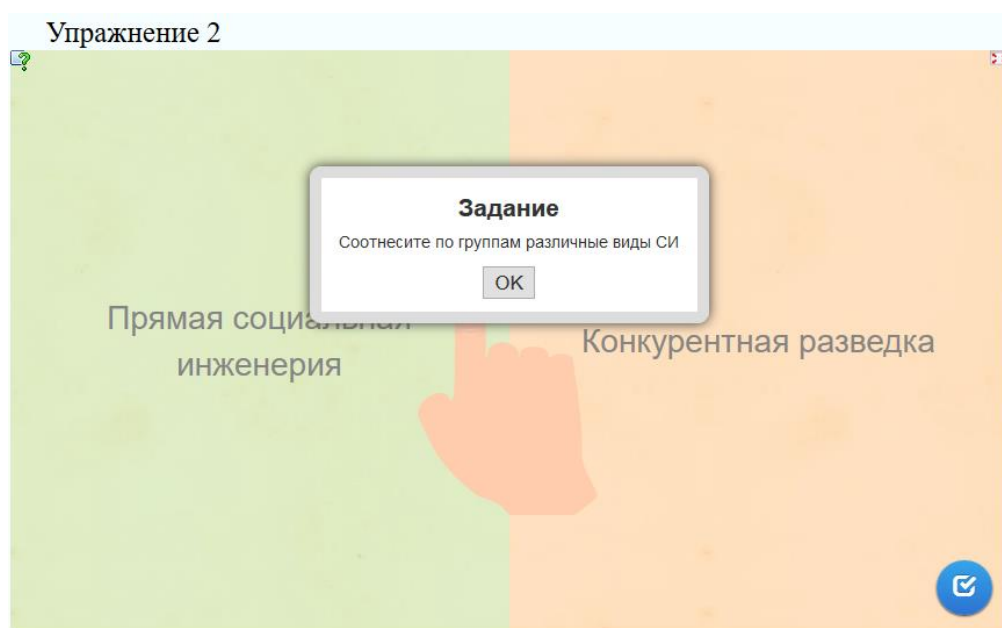 Упражнение 2
Задание
Соотнесите по группам различные виды СИ
OK
Прямая социальная
инженерия
Конкурентная разведка